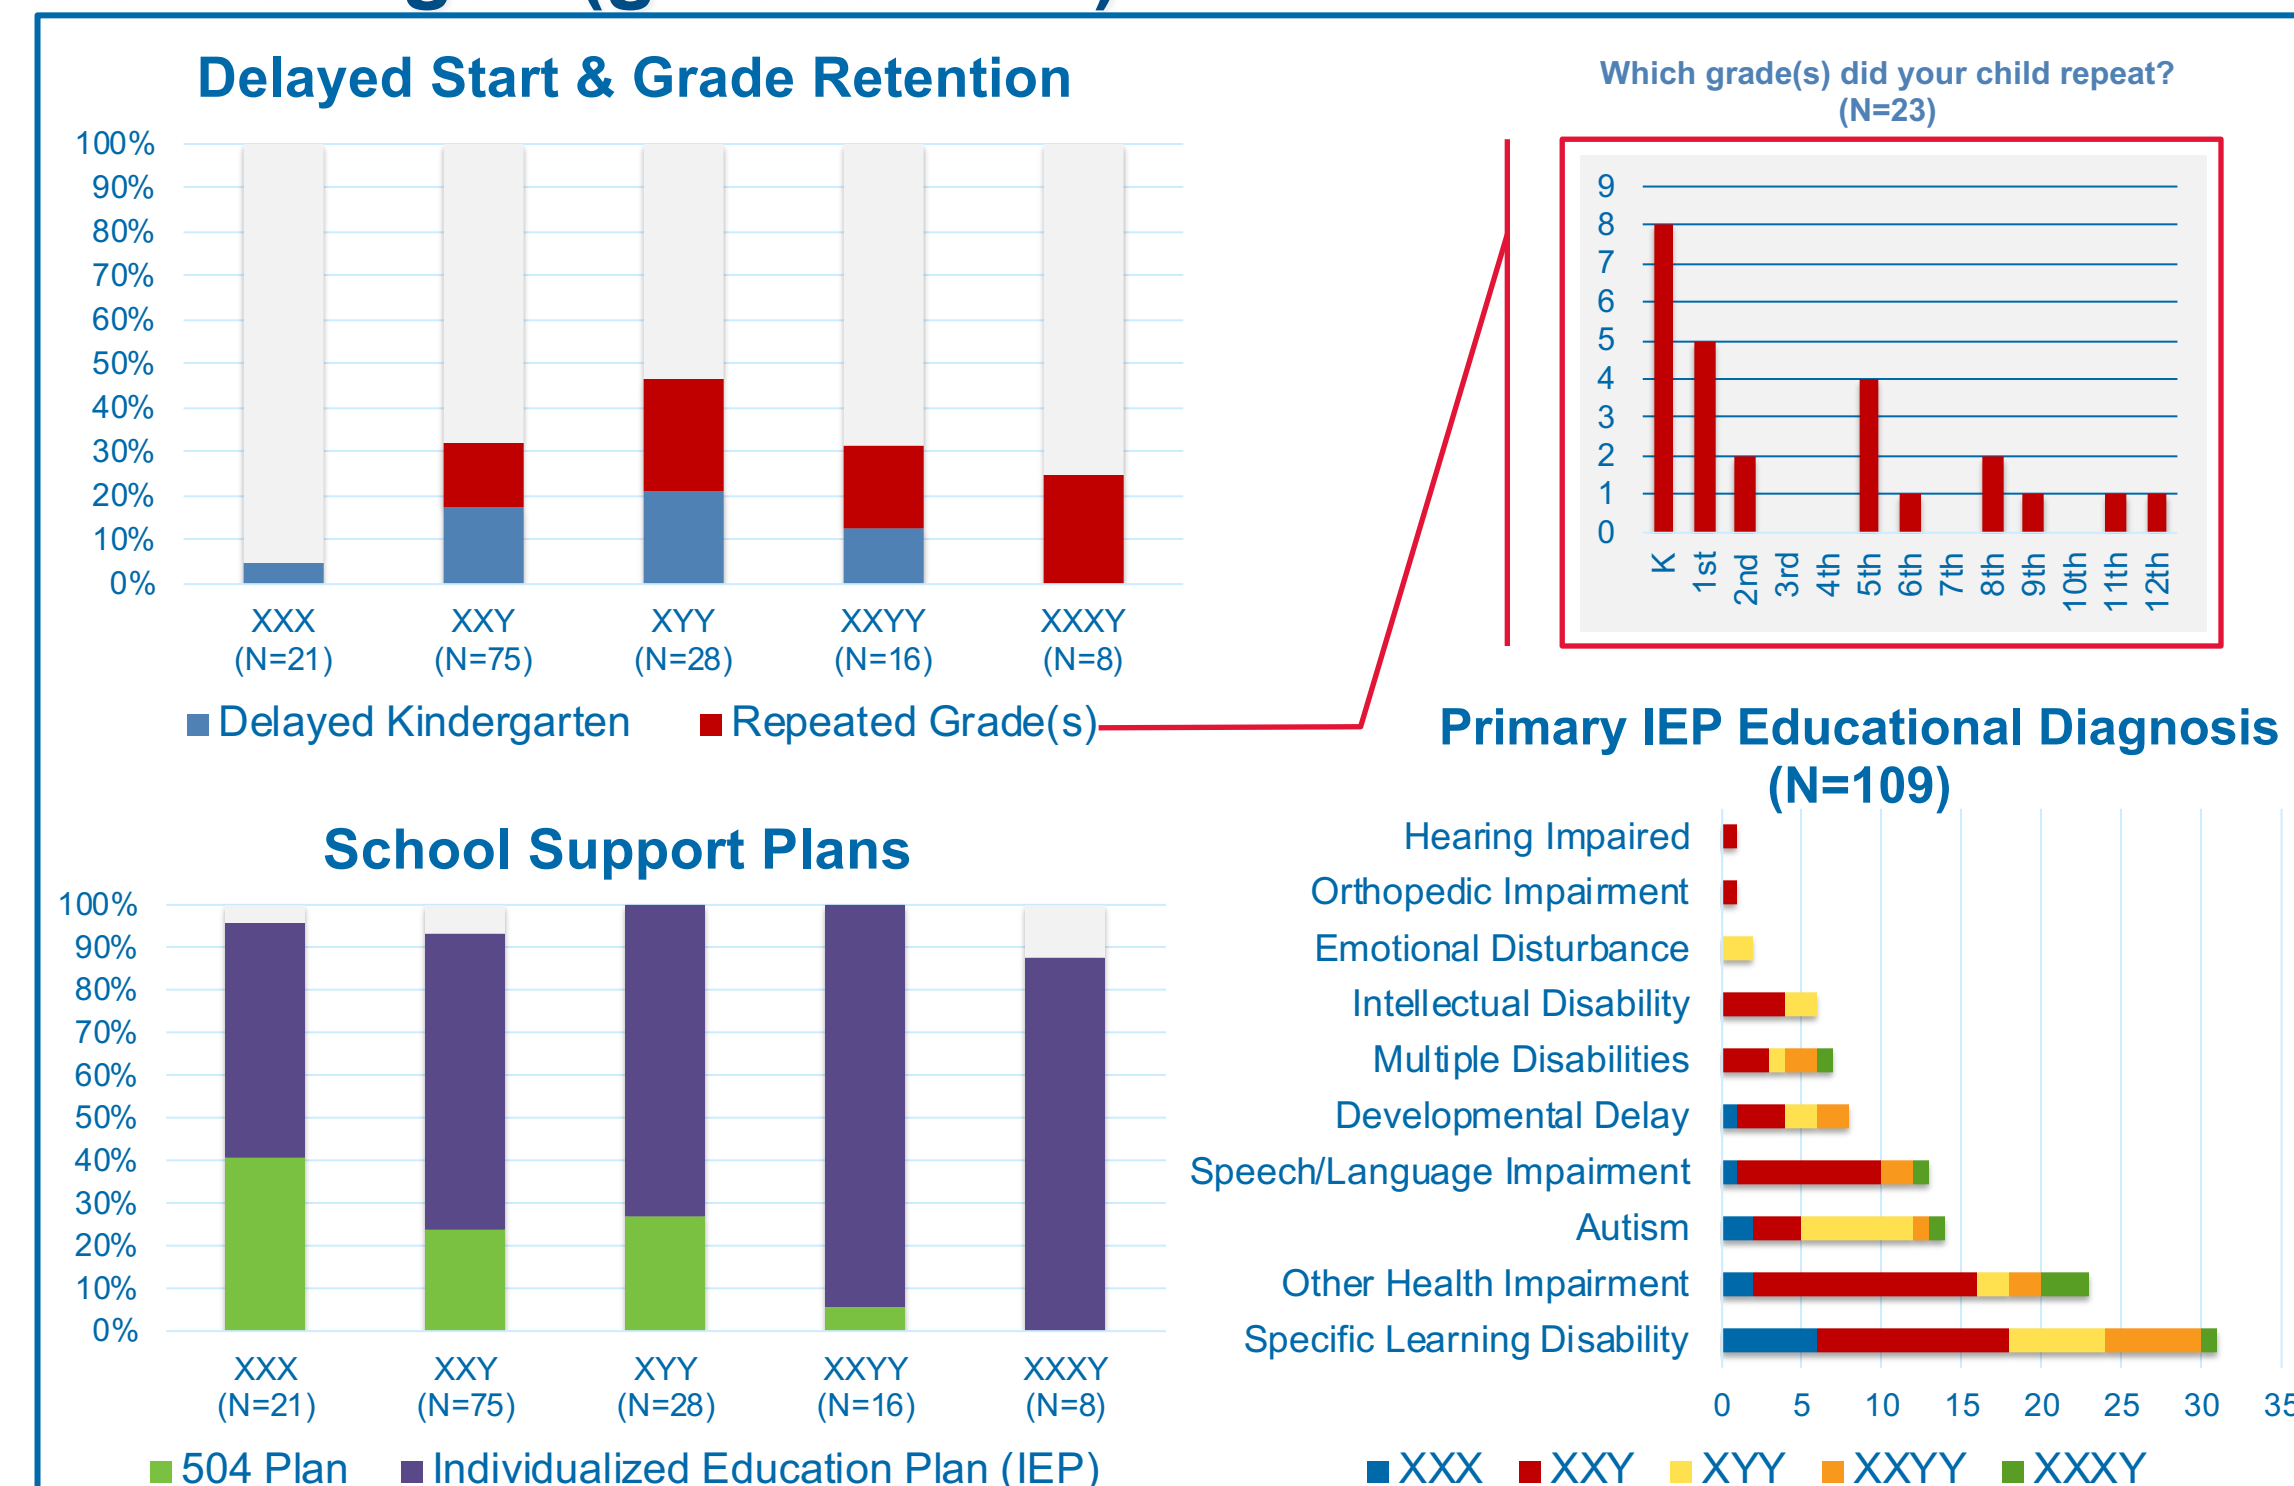 Delayed Start & Grade Retention
100%
90%
80%
70%
60%
50%
40%
30%
20%
10%
0%
XXX XXY XYY XXYY XXXY
(N=21) (N=75) (N=28) (N=16) (N=8)
Delayed Kindergarten Repeated Grade(s)
Which grade(s) did your child repeat?
(N=23)
9
8
7
6
5
4
3
2
1
0
K 1st 2nd 3rd 4th 5th 6th 7th 8th 9th 10th 11th 12th
School Support Plans
100%
90%
80%
70%
60%
50%
40%
30%
20%
10%
0%
XXX XXY XYY XXYY XXXY
(N=21) (N=75) (N=28) (N=16) (N=8)
504 Plan Individualized Education Plan (IEP)
Primary IEP Educational Diagnosis
(N=109)
Hearing Impaired
Orthopedic Impairment
Emotional Disturbance
Intellectual Disability
Multiple Disabilities
Developmental Delay
Speech/Language Impairment
Autism
Other Health Impairment
Specific Learning Disability
0 5 10 15 20 25 30 35
XXX XXY XYY XXYY XXXY